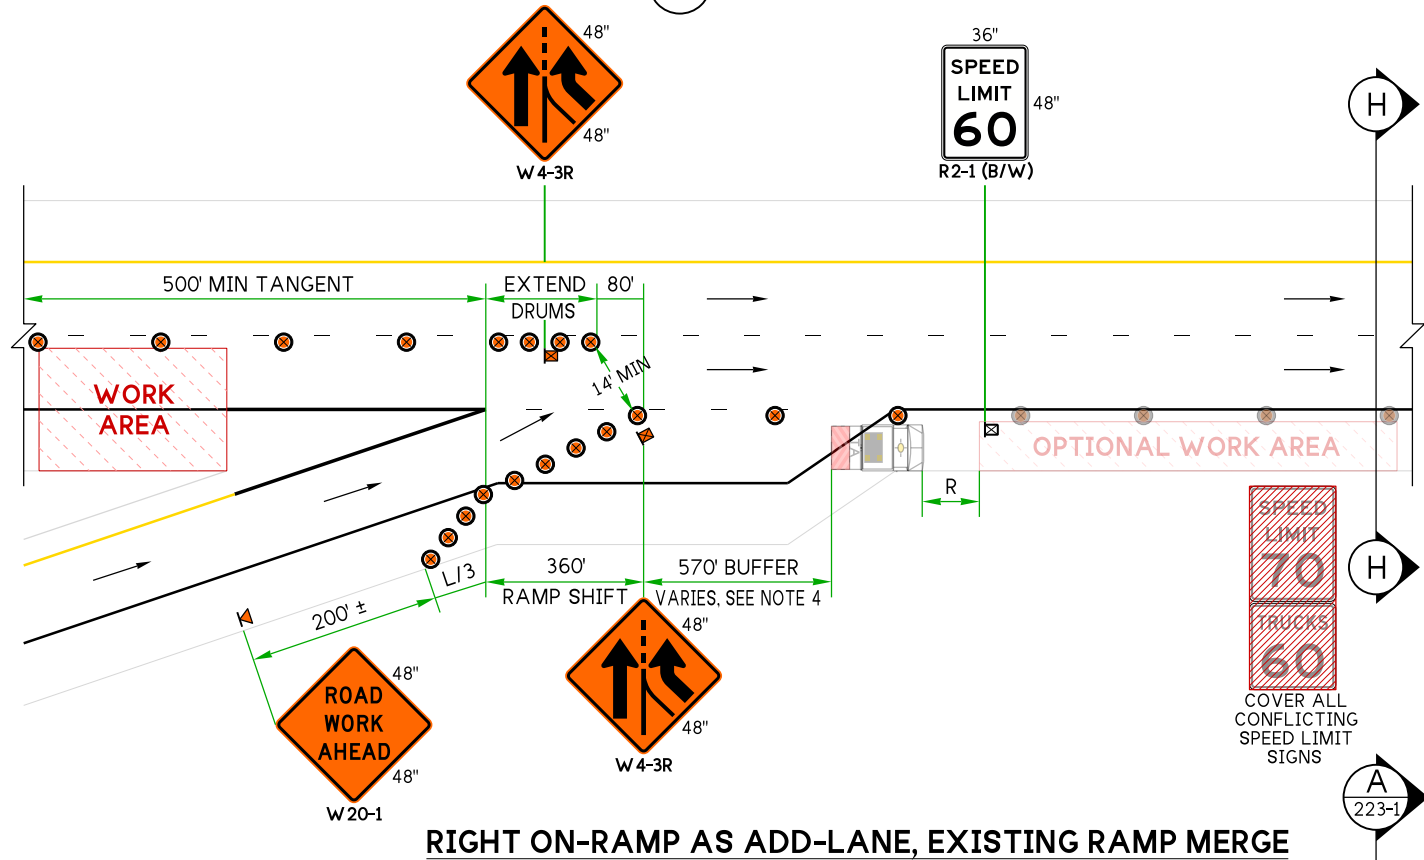 48"
48"
W4-3R
36"
SPEED
LIMIT
60
48"
R2-1 (B/W)
H
500' MIN TANGENT
EXTEND
DRUMS
80'
14' MIN
WORK
AREA
OPTIONAL WORK AREA
R
L/3
360'
RAMP SHIFT
570' BUFFER
VARIES, SEE NOTE 4
200' ±
SPEED
LIMIT
70
TRUCKS
60
H
COVER ALL
CONFLICTING
SPEED LIMIT
SIGNS
ROAD
WORK
AHEAD
48"
48"
W20-1
48"
48"
W4-3R
A
223-1
RIGHT ON-RAMP AS ADD-LANE, EXISTING RAMP MERGE